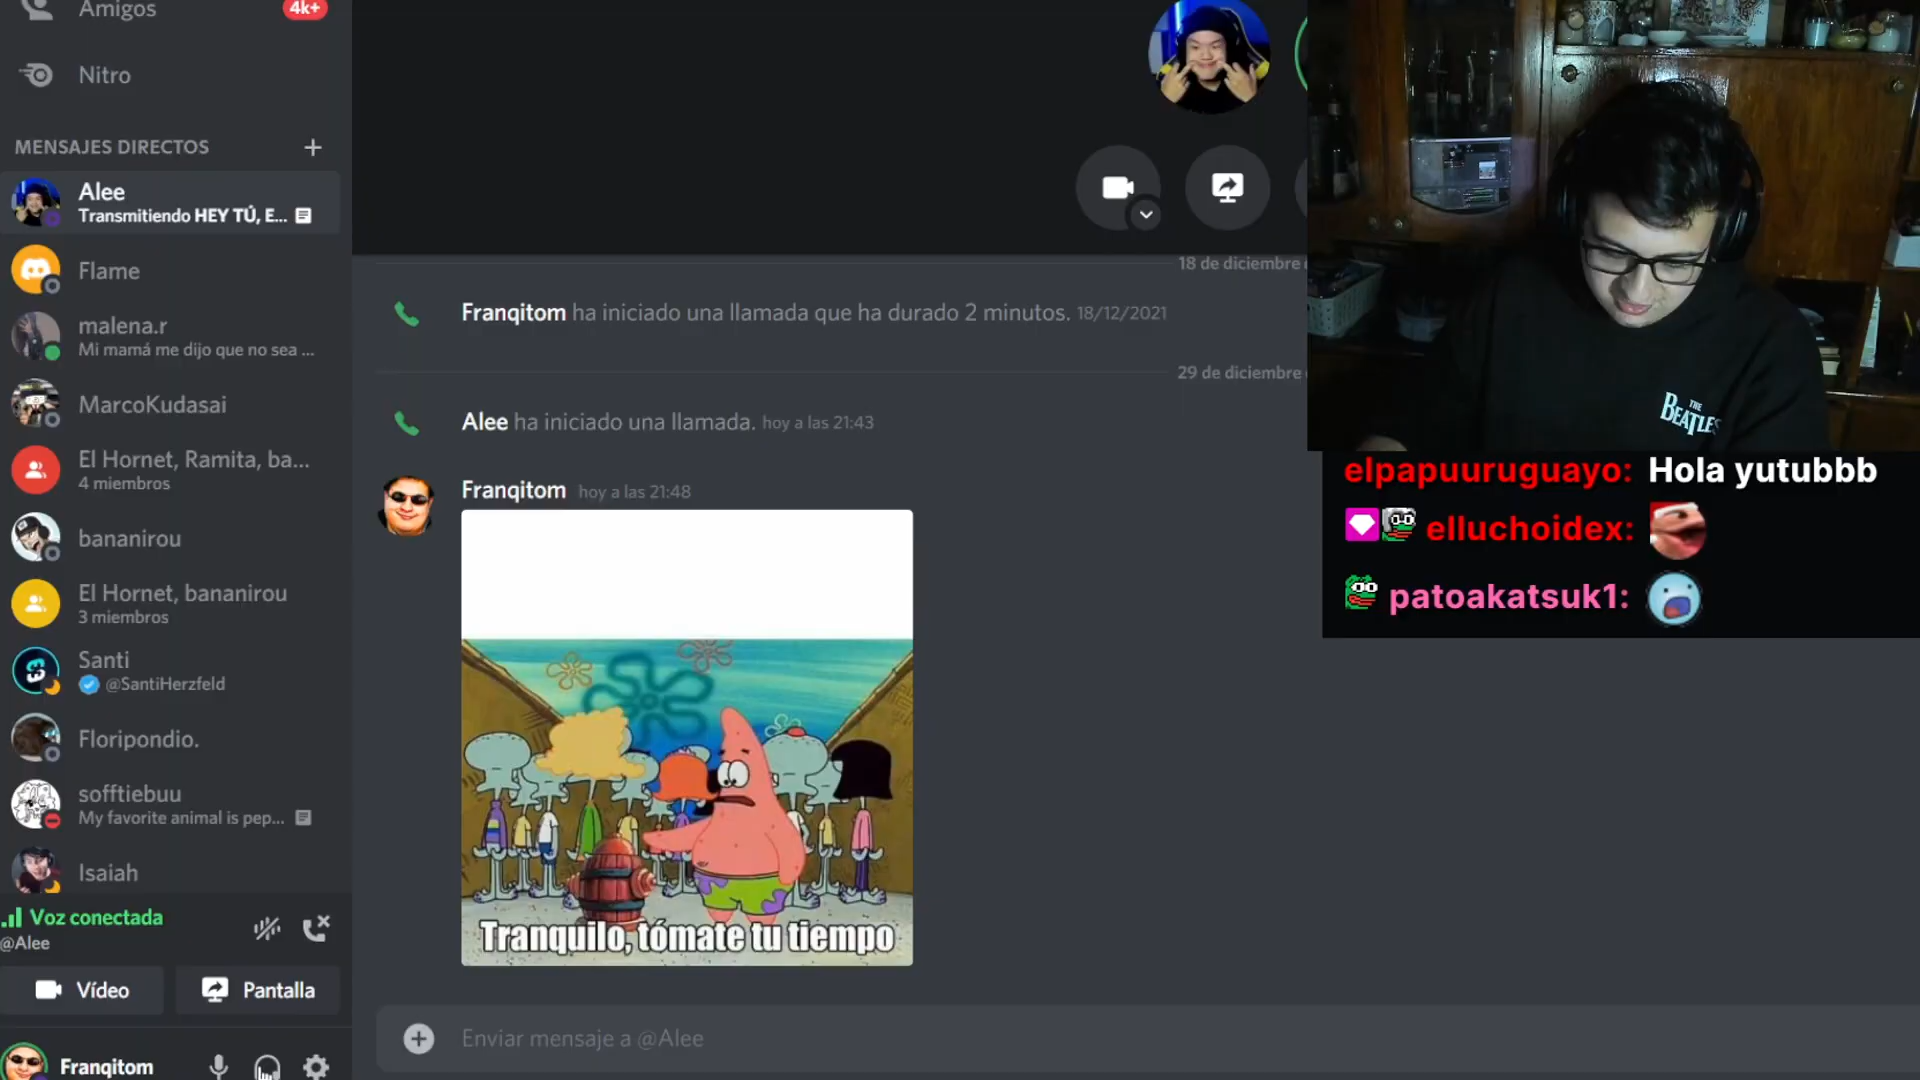 Amigos
4k+
Nitro
MENSAJES DIRECTOS
Alee
Transmitiendo HEY TÚ, E...
Flame
malena.r
Mi mamá me dijo que no sea ...
MarcoKudasai
El Hornet, Ramita, ba...
4 miembros
bananirou
El Hornet, bananirou
3 miembros
Santi
@SantiHerzfeld
Floripondio.
sofftiebuu
My favorite animal is pep...
Isaiah
Voz conectada
@Alee
Vídeo
Pantalla
Franqitom
18 de diciembre
Franqitom ha iniciado una llamada que ha durado 2 minutos. 18/12/2021
29 de diciembre
Alee ha iniciado una llamada. hoy a las 21:43
Franqitom hoy a las 21:48
Tranquilo, tómate tu tiempo
Enviar mensaje a @Alee
THE
BEATLES
elpapuuruguayo: Hola yutubbb
elluchoidex:
patoakatsuk1: